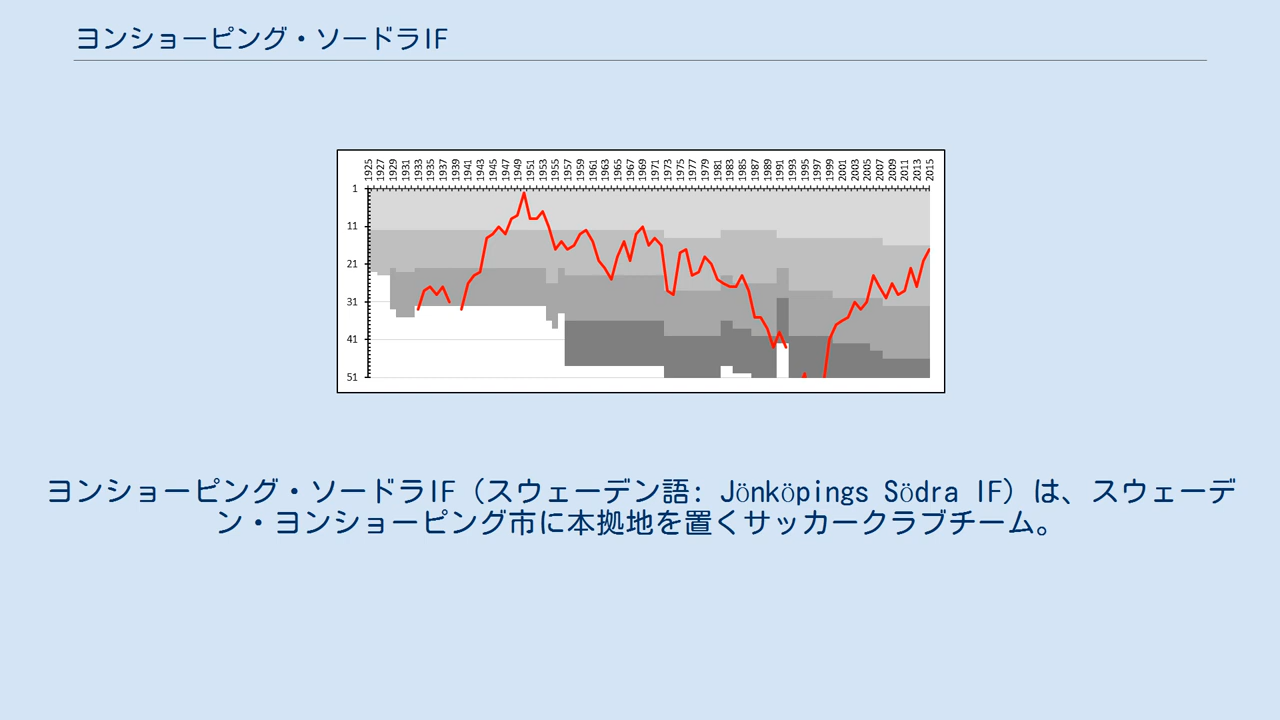 ヨンショーピング・ソードラIF
1925 1927 1929 1931 1933 1935 1937 1939 1941 1943 1945 1947 1949 1951 1953 1955 1957 1959 1961 1963 1965 1967 1969 1971 1973 1975 1977 1979 1981 1983 1985 1987 1989 1991 1993 1995 1997 1999 2001 2003 2005 2007 2009 2011 2013 2015
1
11
21
31
41
51
ヨンショーピング・ソードラIF（スウェーデン語: Jönköpings Södra IF）は、スウェーデ
ン・ヨンショーピング市に本拠地を置くサッカークラブチーム。